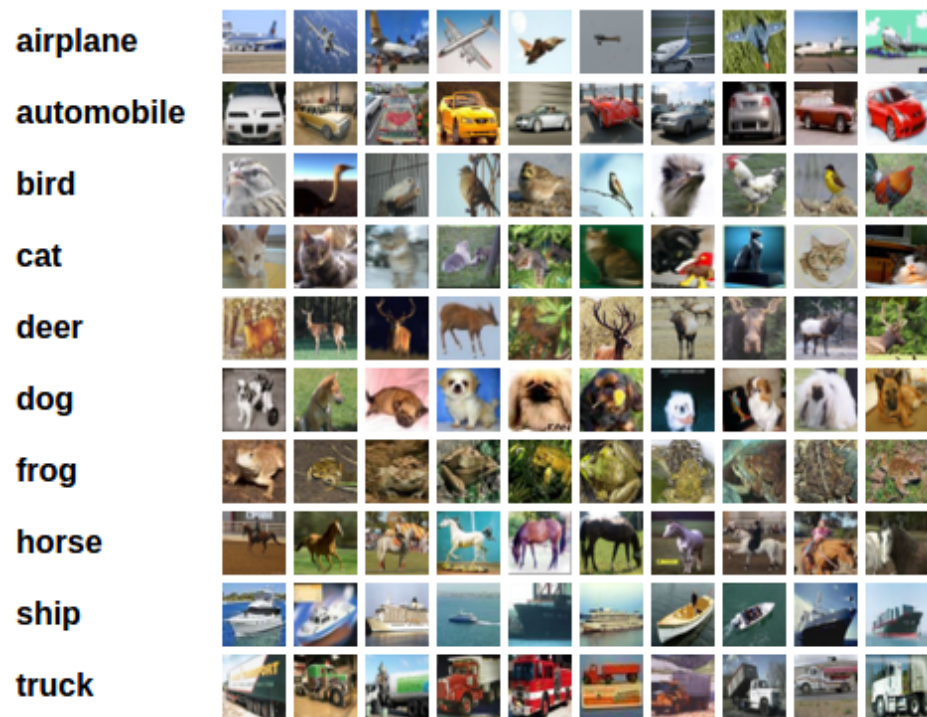 airplane
automobile
bird
cat
deer
dog
frog
horse
ship
truck